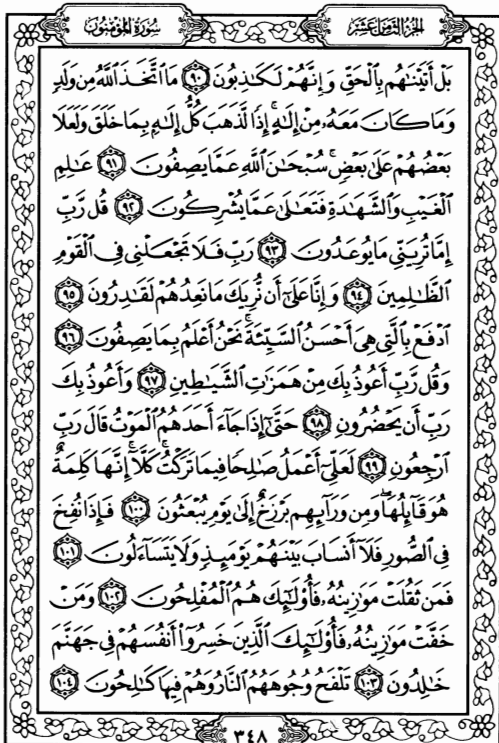 الجزء الثامن عشر
سورة المؤمنون
بَلْ أَتَيْنَٰهُم بِٱلْحَقِّ وَإِنَّهُمْ لَكَٰذِبُونَ ٩٠ مَا ٱتَّخَذَ ٱللَّهُ مِن وَلَدٍ
وَمَا كَانَ مَعَهُۥ مِنْ إِلَٰهٍ ۚ إِذًا لَّذَهَبَ كُلُّ إِلَٰهٍۭ بِمَا خَلَقَ وَلَعَلَا
بَعْضُهُمْ عَلَىٰ بَعْضٍ ۚ سُبْحَٰنَ ٱللَّهِ عَمَّا يَصِفُونَ ٩١ عَٰلِمِ
ٱلْغَيْبِ وَٱلشَّهَٰدَةِ فَتَعَٰلَىٰ عَمَّا يُشْرِكُونَ ٩٢ قُل رَّبِّ
إِمَّا تُرِيَنِّى مَا يُوعَدُونَ ٩٣ رَبِّ فَلَا تَجْعَلْنِى فِى ٱلْقَوْمِ
ٱلظَّٰلِمِينَ ٩٤ وَإِنَّا عَلَىٰٓ أَن نُّرِيَكَ مَا نَعِدُهُمْ لَقَٰدِرُونَ ٩٥
ٱدْفَعْ بِٱلَّتِى هِىَ أَحْسَنُ ٱلسَّيِّئَةَ ۚ نَحْنُ أَعْلَمُ بِمَا يَصِفُونَ ٩٦
وَقُل رَّبِّ أَعُوذُ بِكَ مِنْ هَمَزَٰتِ ٱلشَّيَٰطِينِ ٩٧ وَأَعُوذُ بِكَ
رَبِّ أَن يَحْضُرُونِ ٩٨ حَتَّىٰٓ إِذَا جَآءَ أَحَدَهُمُ ٱلْمَوْتُ قَالَ رَبِّ
ٱرْجِعُونِ ٩٩ لَعَلِّىٓ أَعْمَلُ صَٰلِحًا فِيمَا تَرَكْتُ ۚ كَلَّآ ۚ إِنَّهَا كَلِمَةٌ
هُوَ قَآئِلُهَا ۖ وَمِن وَرَآئِهِم بَرْزَخٌ إِلَىٰ يَوْمِ يُبْعَثُونَ ١٠٠ فَإِذَا نُفِخَ
فِى ٱلصُّورِ فَلَآ أَنسَابَ بَيْنَهُمْ يَوْمَئِذٍ وَلَا يَتَسَآءَلُونَ ١٠١
فَمَن ثَقُلَتْ مَوَٰزِينُهُۥ فَأُو۟لَٰٓئِكَ هُمُ ٱلْمُفْلِحُونَ ١٠٢ وَمَنْ
خَفَّتْ مَوَٰزِينُهُۥ فَأُو۟لَٰٓئِكَ ٱلَّذِينَ خَسِرُوٓا۟ أَنفُسَهُمْ فِى جَهَنَّمَ
خَٰلِدُونَ ١٠٣ تَلْفَحُ وُجُوهَهُمُ ٱلنَّارُ وَهُمْ فِيهَا كَٰلِحُونَ ١٠٤
٣٤٨